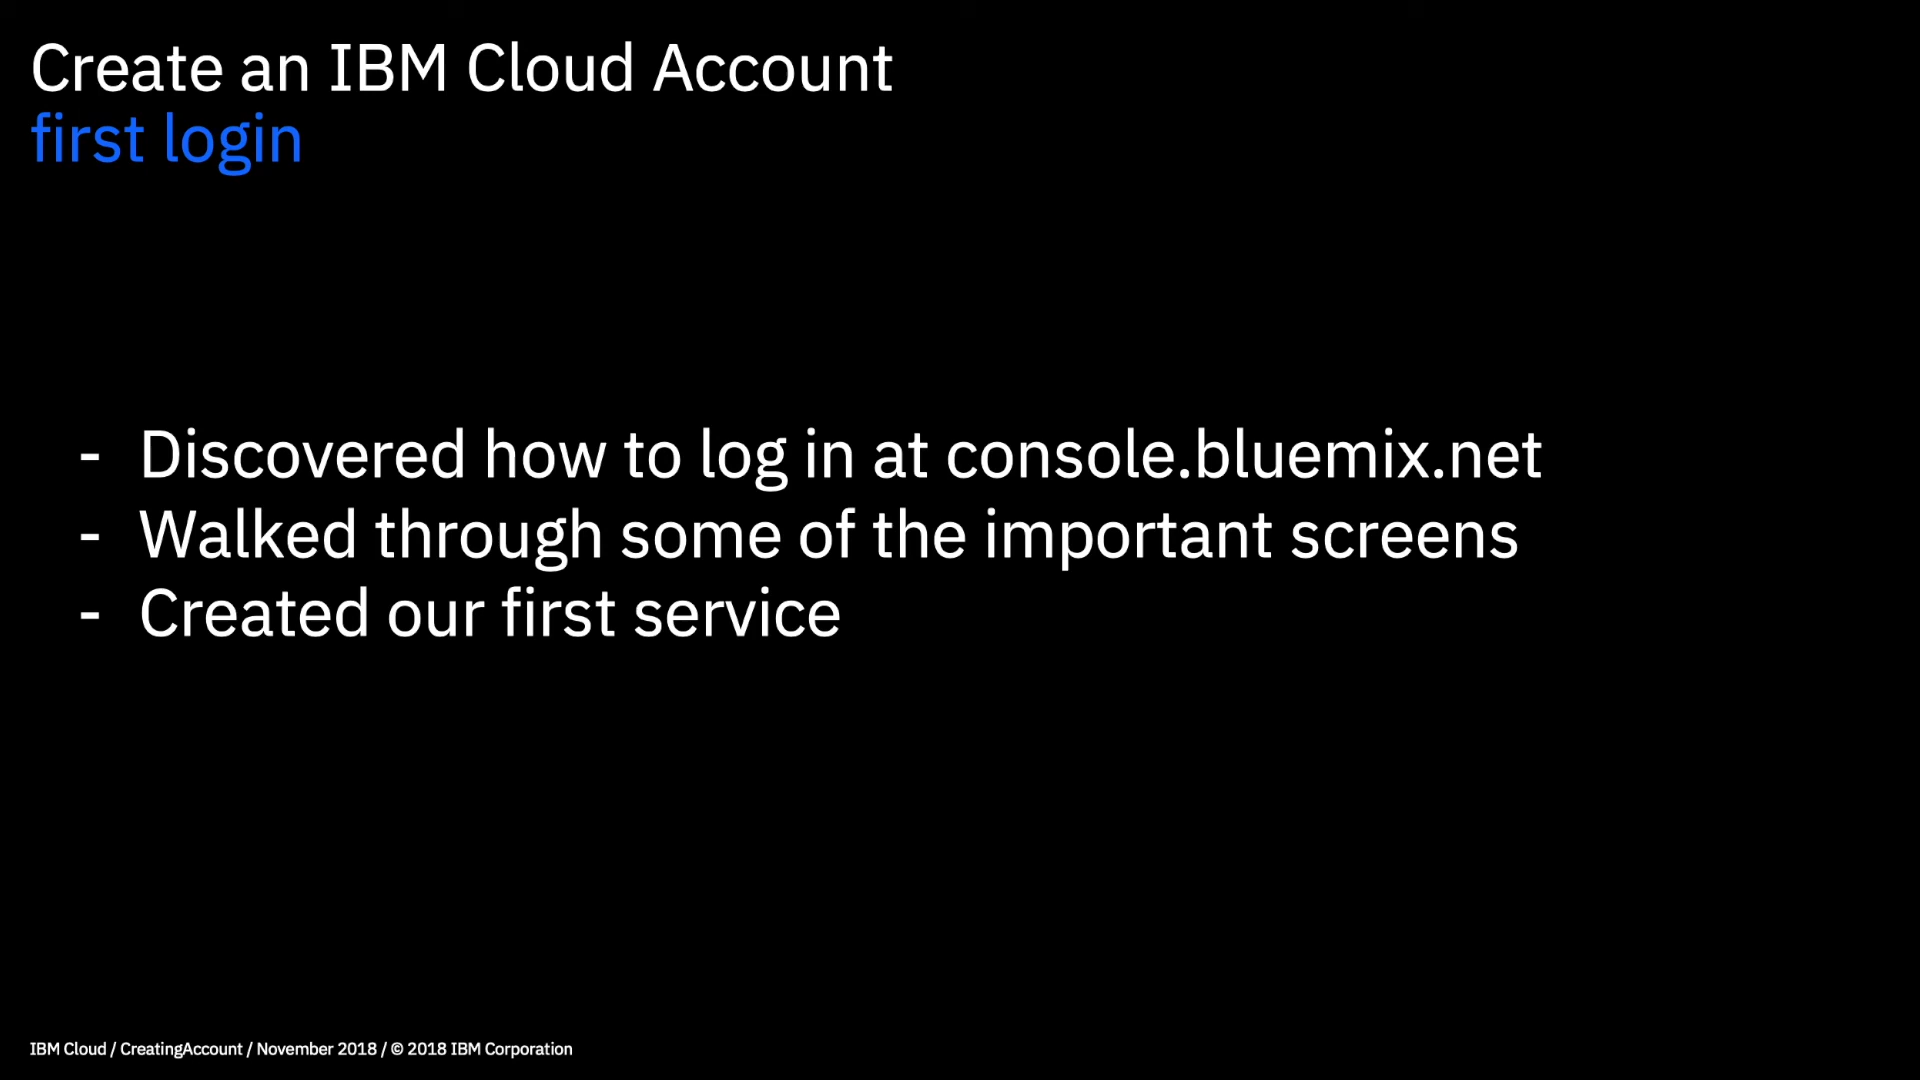 Create an IBM Cloud Account
first login
- Discovered how to log in at console.bluemix.net
- Walked through some of the important screens
- Created our first service
IBM Cloud / CreatingAccount / November 2018 / © 2018 IBM Corporation